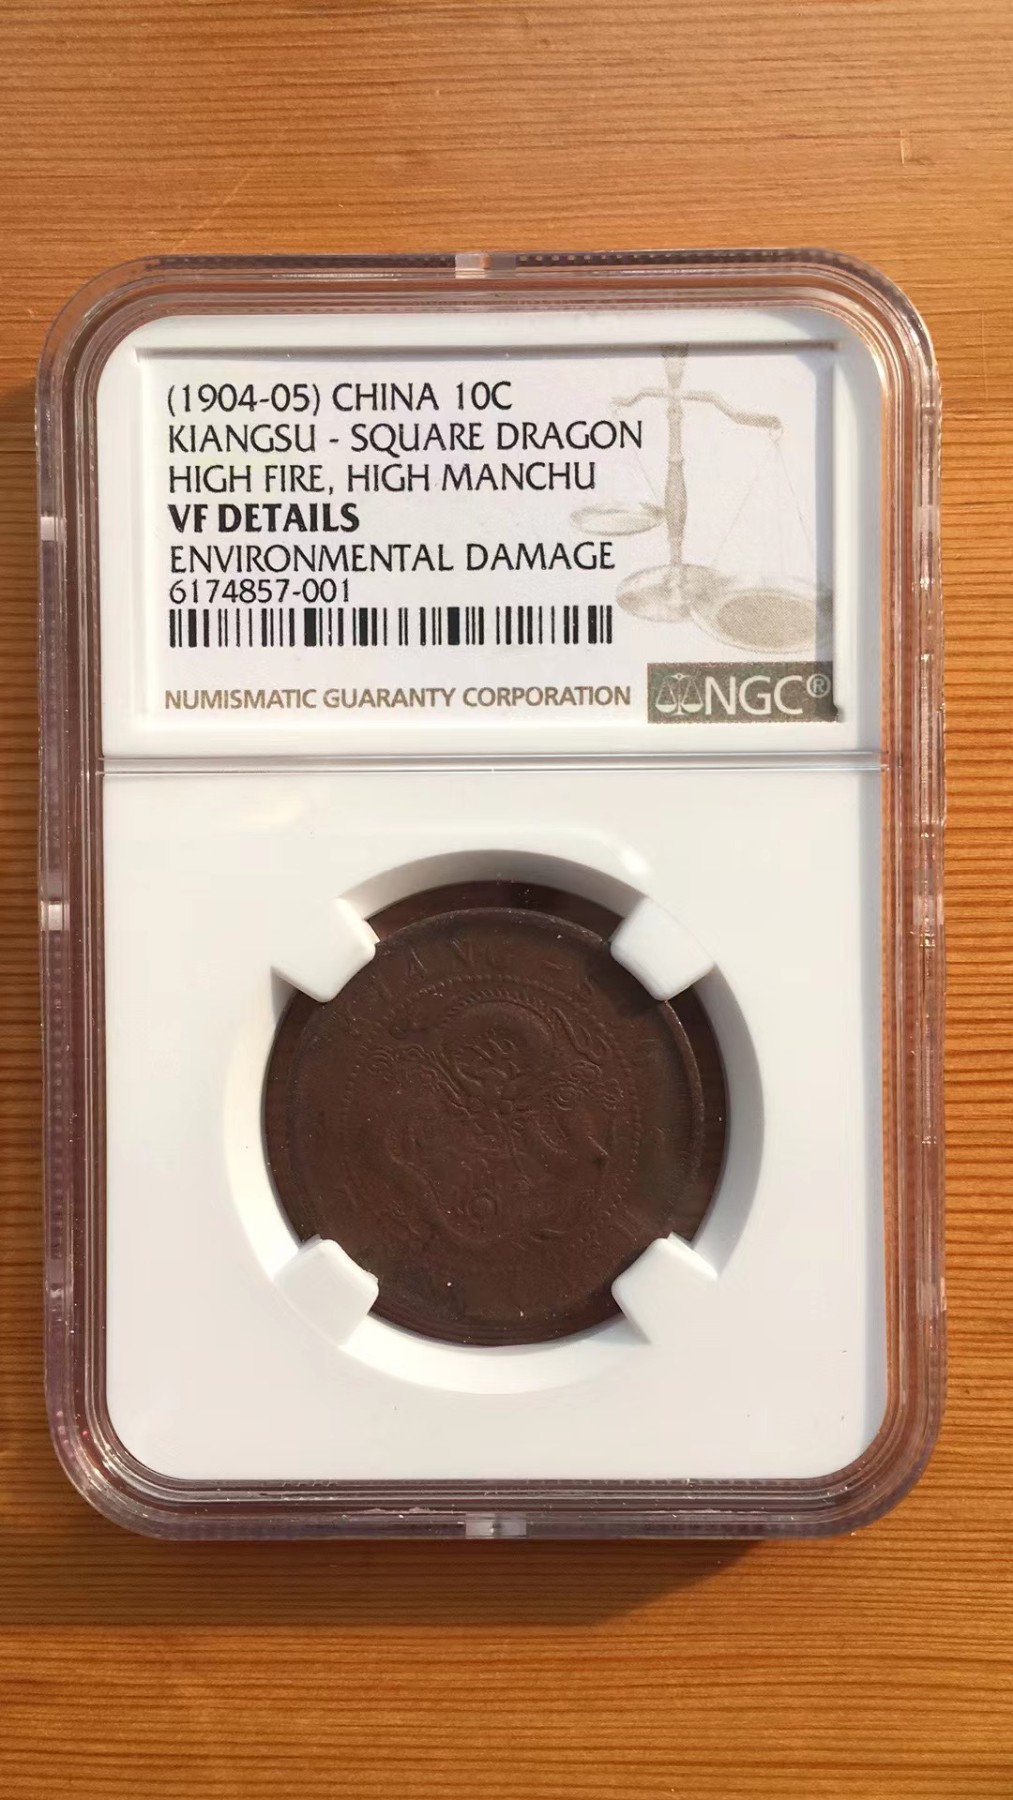 (1904-05) CHINA 10C
KIANGSU - SQUARE DRAGON
HIGH FIRE, HIGH MANCHU
VF DETAILS
ENVIRONMENTAL DAMAGE
6174857-001
NUMISMATIC GUARANTY CORPORATION
NGC®